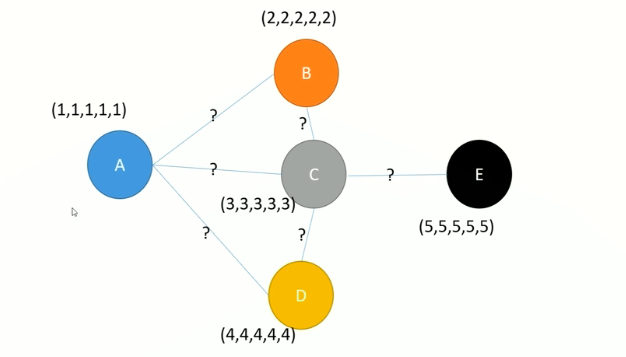 (2,2,2,2,2)
B
(1,1,1,1,1)
?
?
A
?
C
?
E
(3,3,3,3,3)
(5,5,5,5,5)
?
?
D
(4,4,4,4,4)